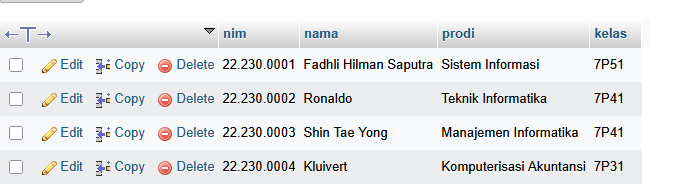 nim nama prodi kelas
Edit Copy Delete 22.230.0001 Fadhli Hilman Saputra Sistem Informasi 7P51
Edit Copy Delete 22.230.0002 Ronaldo Teknik Informatika 7P41
Edit Copy Delete 22.230.0003 Shin Tae Yong Manajemen Informatika 7P41
Edit Copy Delete 22.230.0004 Kluivert Komputerisasi Akuntansi 7P31